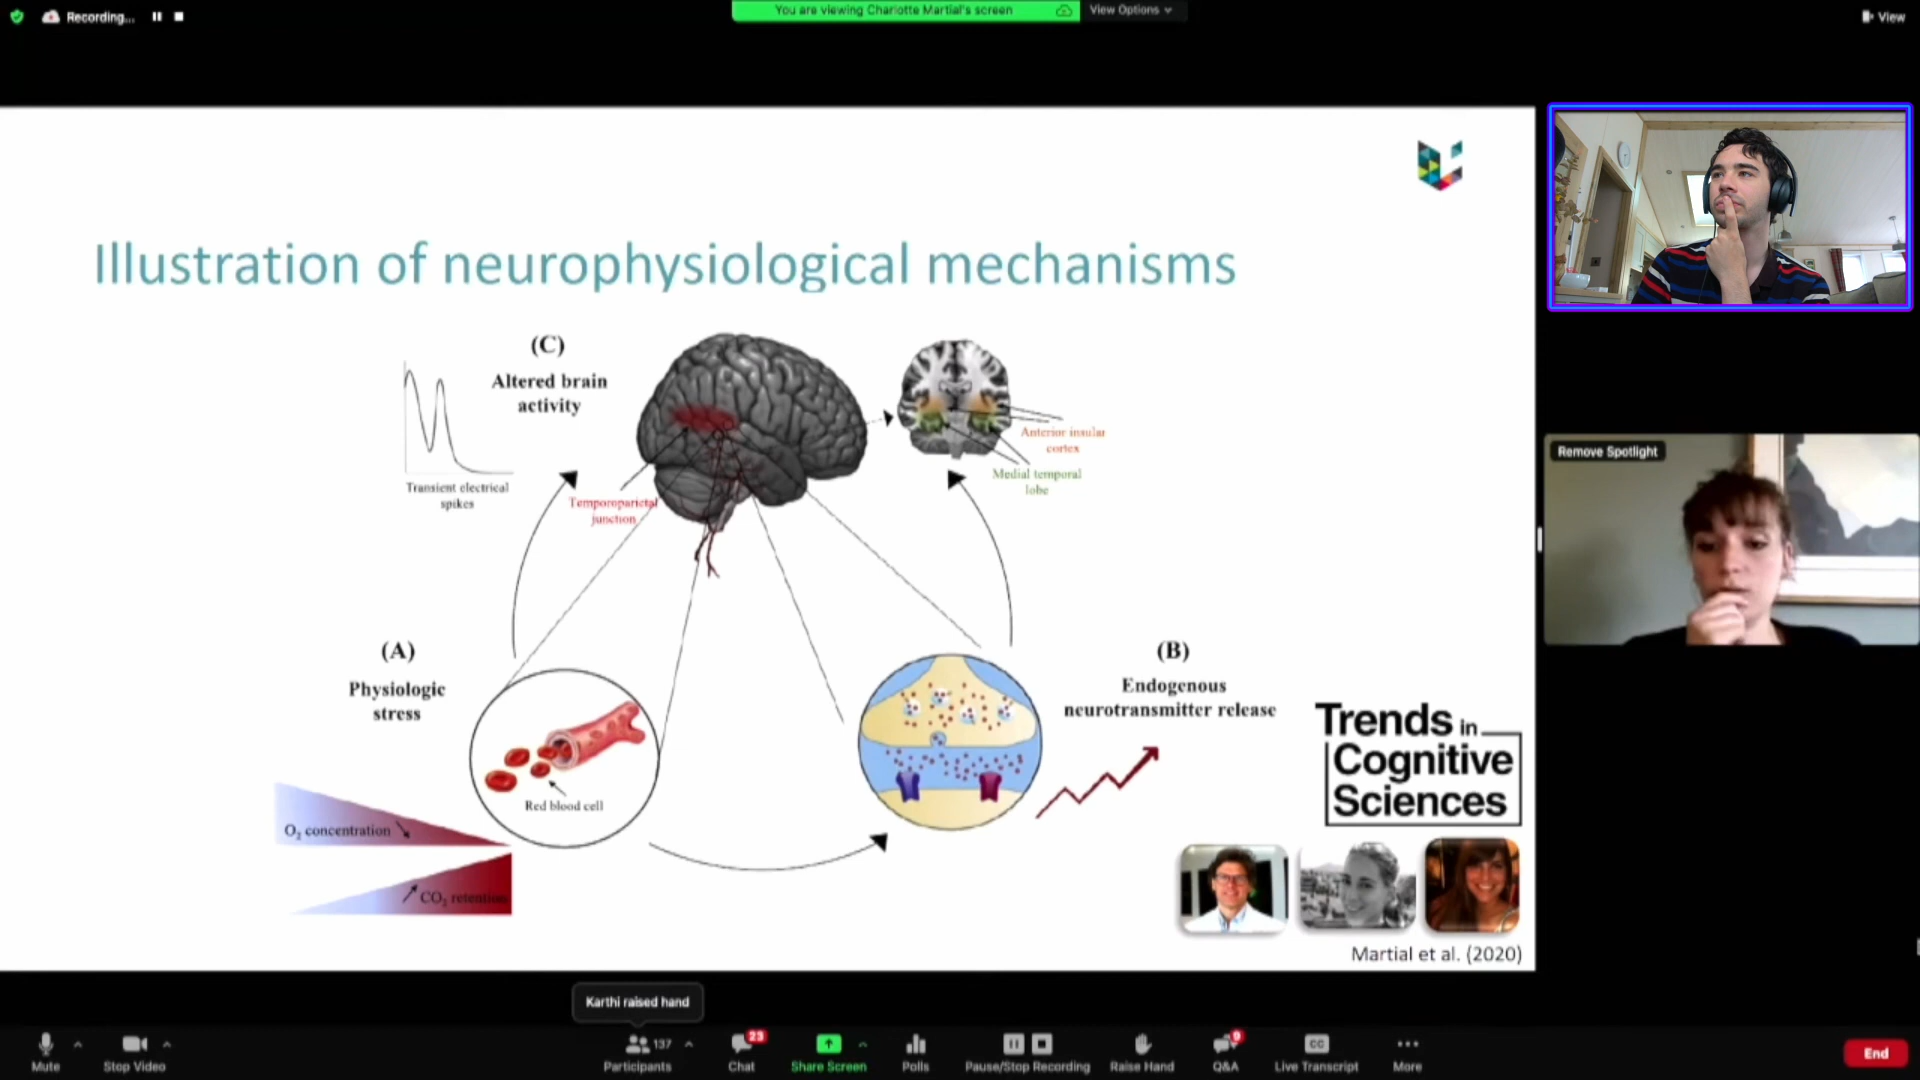 Recording...
You are viewing Charlotte Martial's screen
View Options
View
Illustration of neurophysiological mechanisms
(C)
Altered brain
activity
Transient electrical
spikes
Temporoparietal
junction
Anterior insular
cortex
Medial temporal
lobe
Remove Spotlight
(A)
Physiologic
stress
Red blood cell
O₂ concentration
CO₂ retention
(B)
Endogenous
neurotransmitter release
Trends in
Cognitive
Sciences
Martial et al. (2020)
Karthi raised hand
Mute
Stop Video
137
Participants
23
Chat
Share Screen
Polls
Pause/Stop Recording
Raise Hand
9
Q&A
CC
Live Transcript
More
End